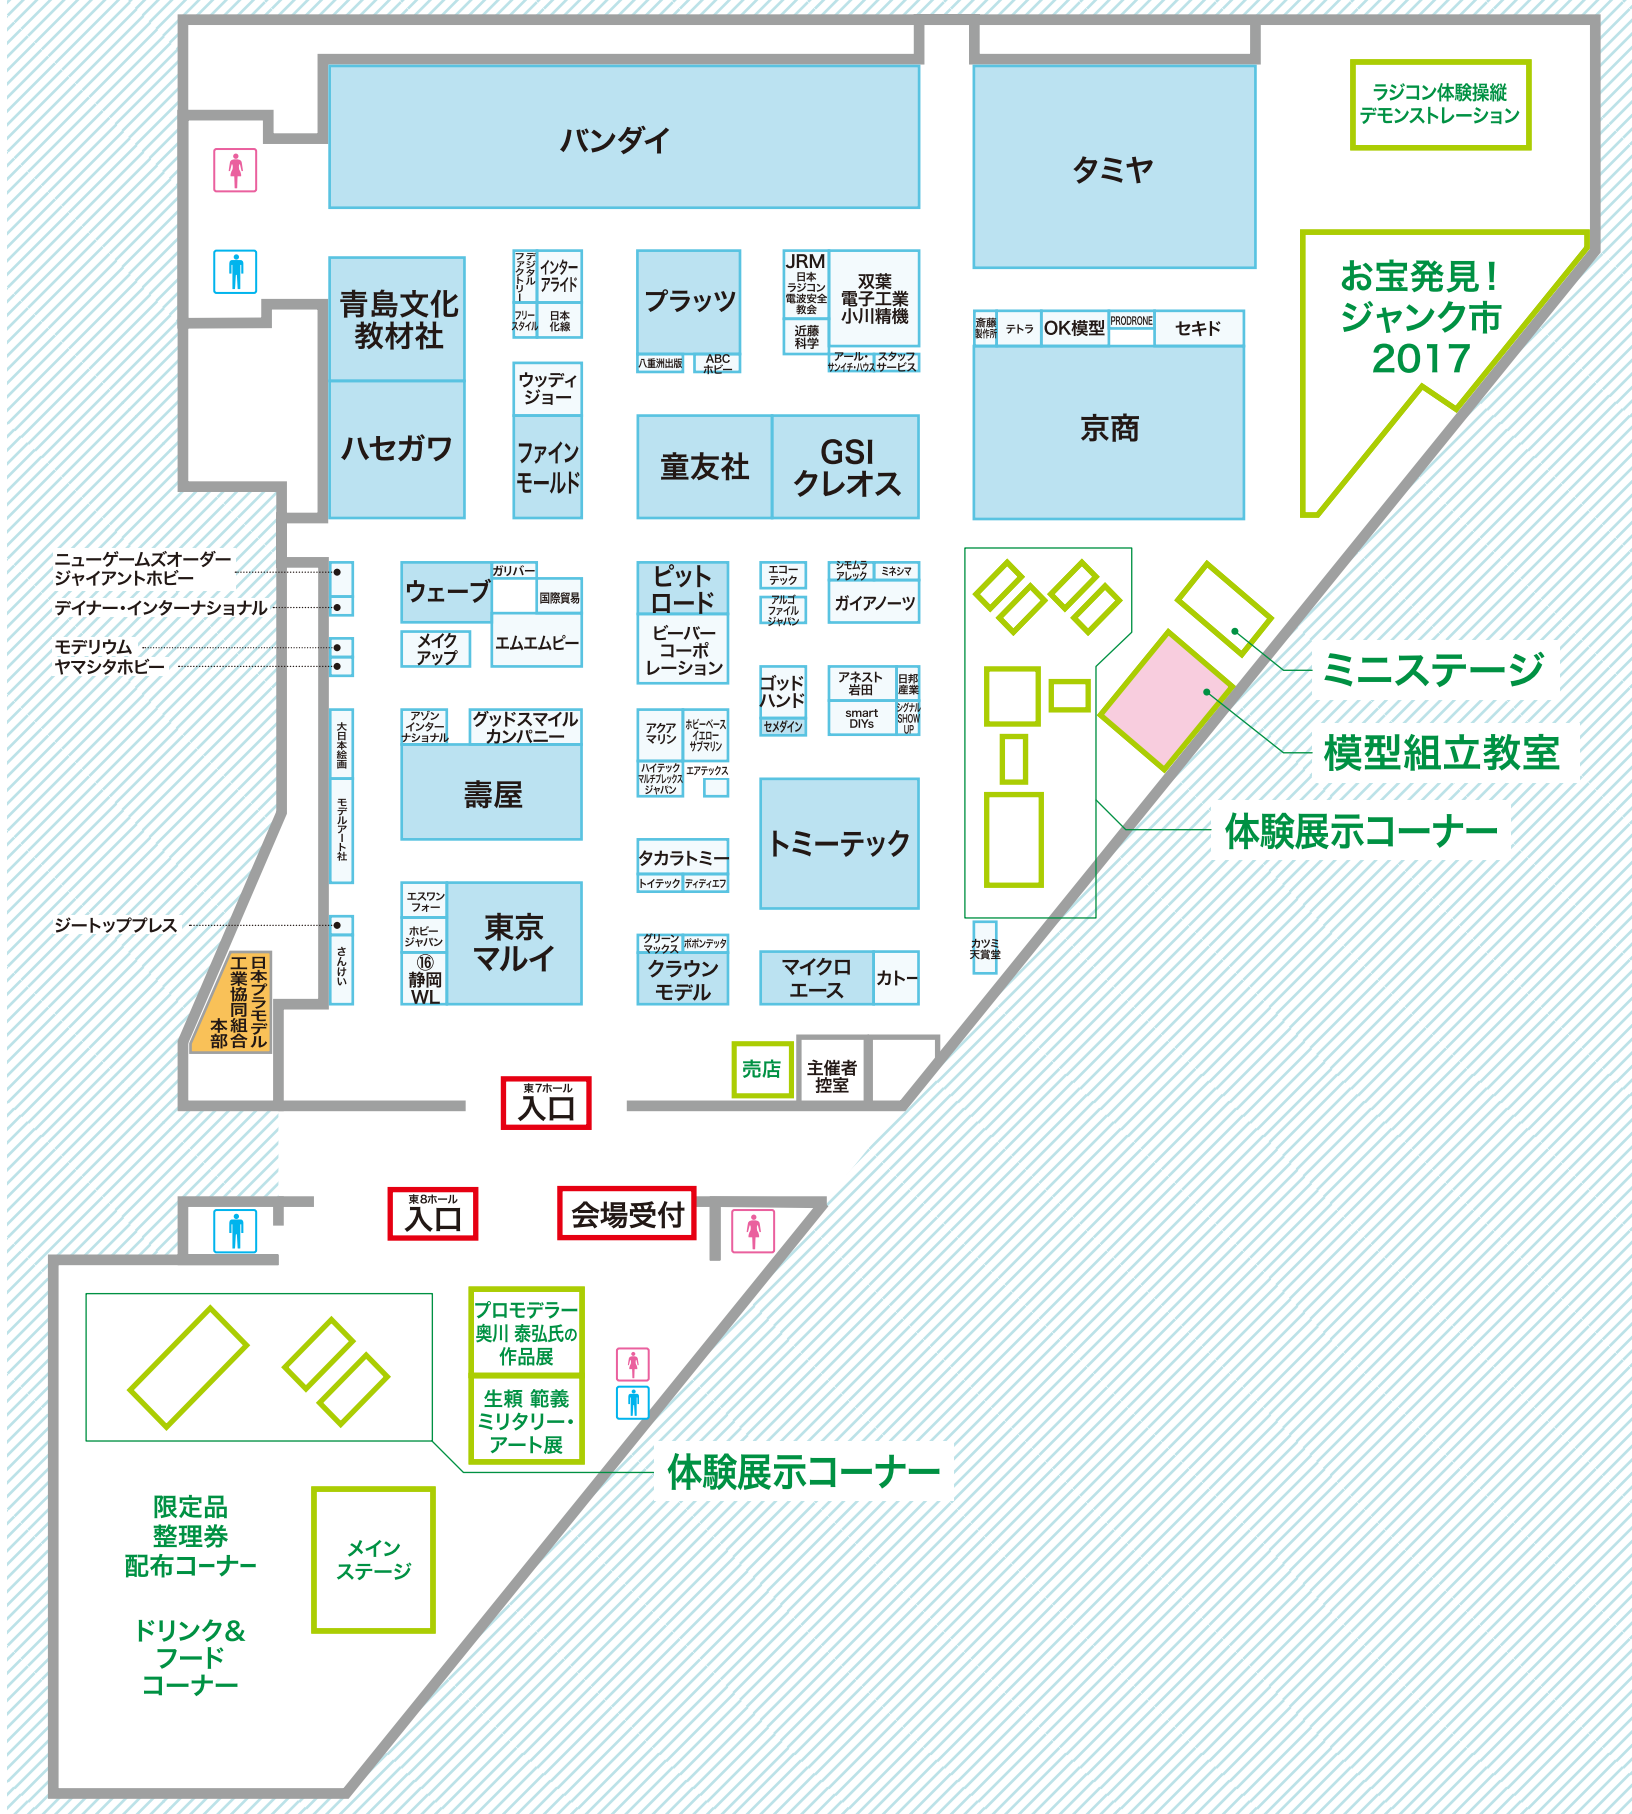 バンダイ
タミヤ
ラジコン体験操縦
デモンストレーション
お宝発見！
ジャンク市
2017
青島文化
教材社
ハセガワ
デジタル
ファクトリー
インター
アライド
フリー
スタイル
日本
化線
ウッディ
ジョー
ファイン
モールド
プラッツ
八重洲出版
ABC
ホビー
JRM
日本
ラジコン
電波安全
教会
近藤
科学
双葉
電子工業
小川精機
アール・
サンイチ・ハウス
スタッフ
サービス
童友社
GSI
クレオス
斎藤
製作所
テトラ
OK模型
PRODRONE
セキド
京商
ニューゲームズオーダー
ジャイアントホビー
デイナー・インターナショナル
モデリウム
ヤマシタホビー
大日本絵画
モデルアート社
ジートップブレス
さんけい
ウェーブ
ガリバー
国際貿易
メイク
アップ
エムエムピー
アゾン
インター
ナショナル
グッドスマイル
カンパニー
壽屋
エスワン
フォー
ホビー
ジャパン
⑯
静岡
WL
東京
マルイ
ピット
ロード
ビーバー
コーポ
レーション
アクア
マリン
ホビーベース
イエロー
サブマリン
ハイテック
マルチプレックス
ジャパン
エアテックス
タカラトミー
トイテック
ティディエフ
グリーン
マックス
ポポンデッタ
クラウン
モデル
エコー
テック
アルゴ
ファイル
ジャパン
シモムラ
アレック
ミネシマ
ガイアノーツ
ゴッド
ハンド
セメダイン
アネスト
岩田
日邦
産業
smart
DIYs
シグナル
SHOW
UP
トミーテック
マイクロ
エース
カトー
カツミ
天賞堂
ミニステージ
模型組立教室
体験展示コーナー
日本プラモデル
工業協同組合
本部
売店
主催者
控室
東7ホール
入口
東8ホール
入口
会場受付
プロモデラー
奥川 泰弘氏の
作品展
生頼 範義
ミリタリー・
アート展
体験展示コーナー
限定品
整理券
配布コーナー
メイン
ステージ
ドリンク&
フード
コーナー